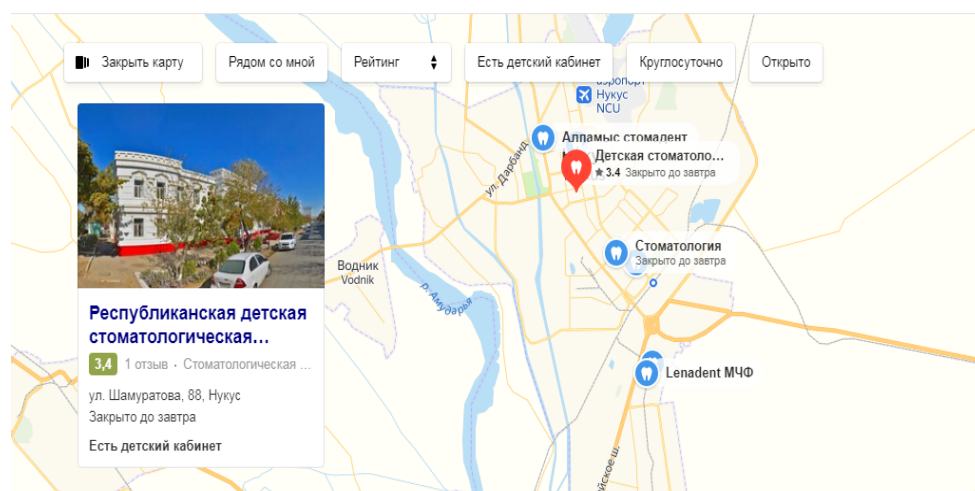 Закрыть карту
Рядом со мной
Рейтинг
Есть детский кабинет
Круглосуточно
Открыто
аэропорт
Нукус
NCU
Алпамыс стомалент
ул. Дарбанд
Детская стоматоло...
3.4 Закрыто до завтра
Стоматология
Закрыто до завтра
Водник
Vodnik
р. Амударья
Lenadent МЧФ
Республиканская детская
стоматологическая...
3,4 1 отзыв · Стоматологическая ...
ул. Шамуратова, 88, Нукус
Закрыто до завтра
Есть детский кабинет